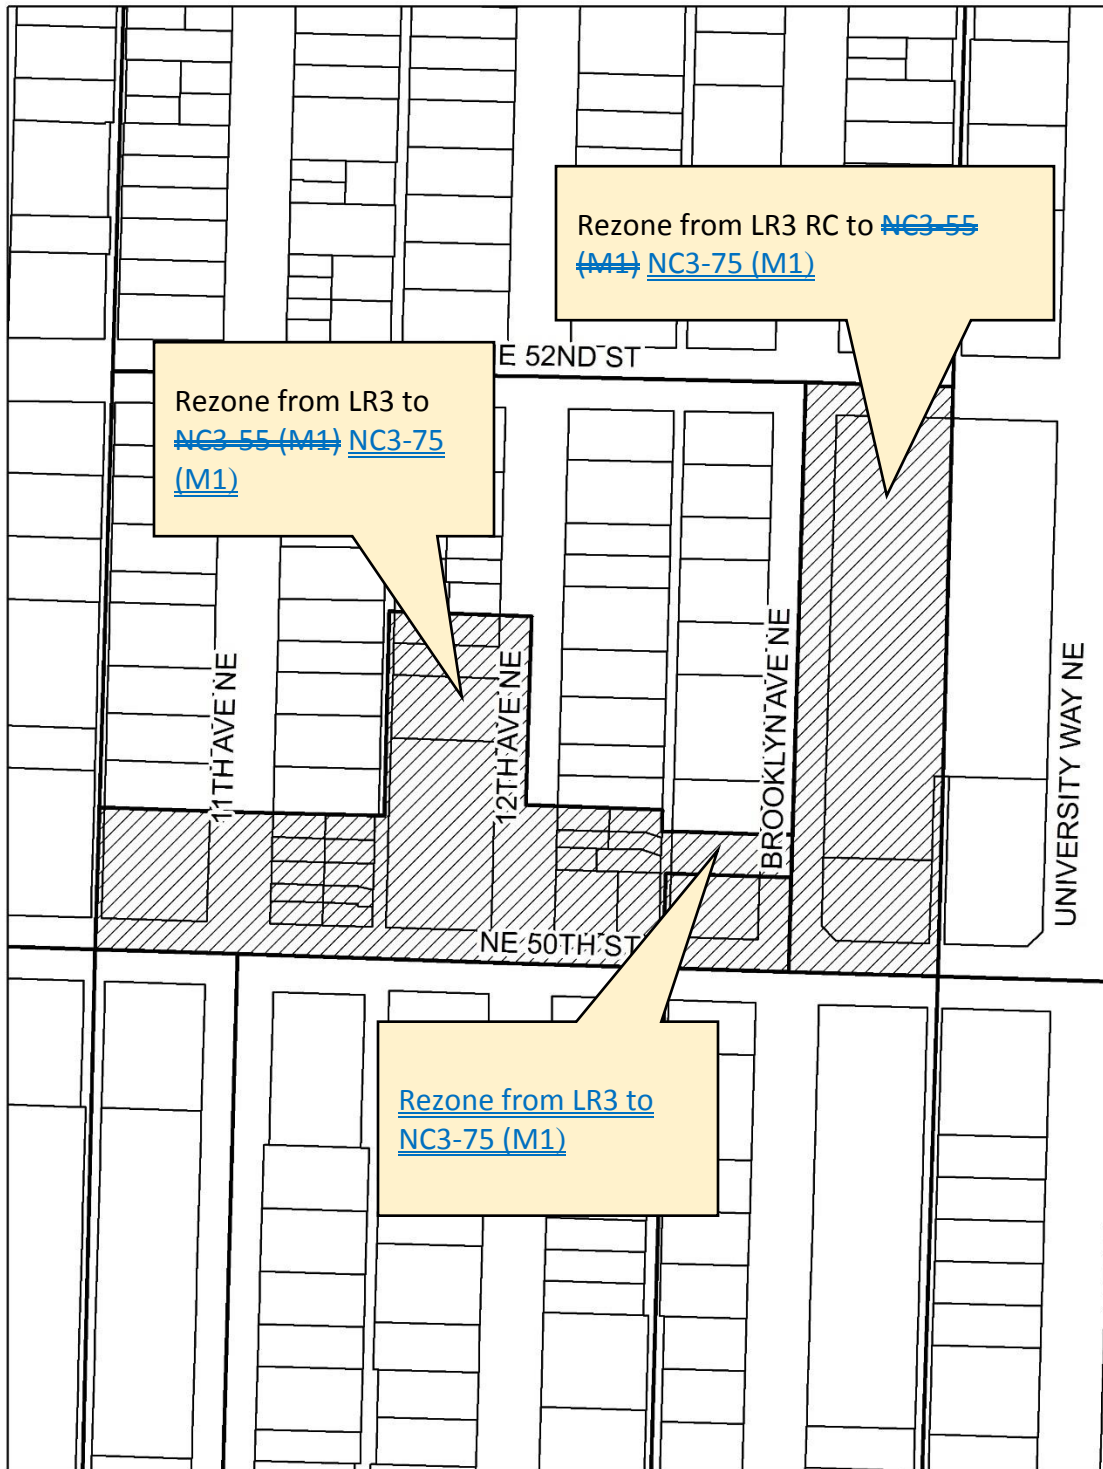 Rezone from LR3 RC to NC3-55
(M1) NC3-75 (M1)
E 52ND ST
Rezone from LR3 to
NC3-55 (M1) NC3-75
(M1)
11TH AVE NE
12TH AVE NE
BROOKLYN AVE NE
UNIVERSITY WAY NE
NE 50TH ST
Rezone from LR3 to
NC3-75 (M1)